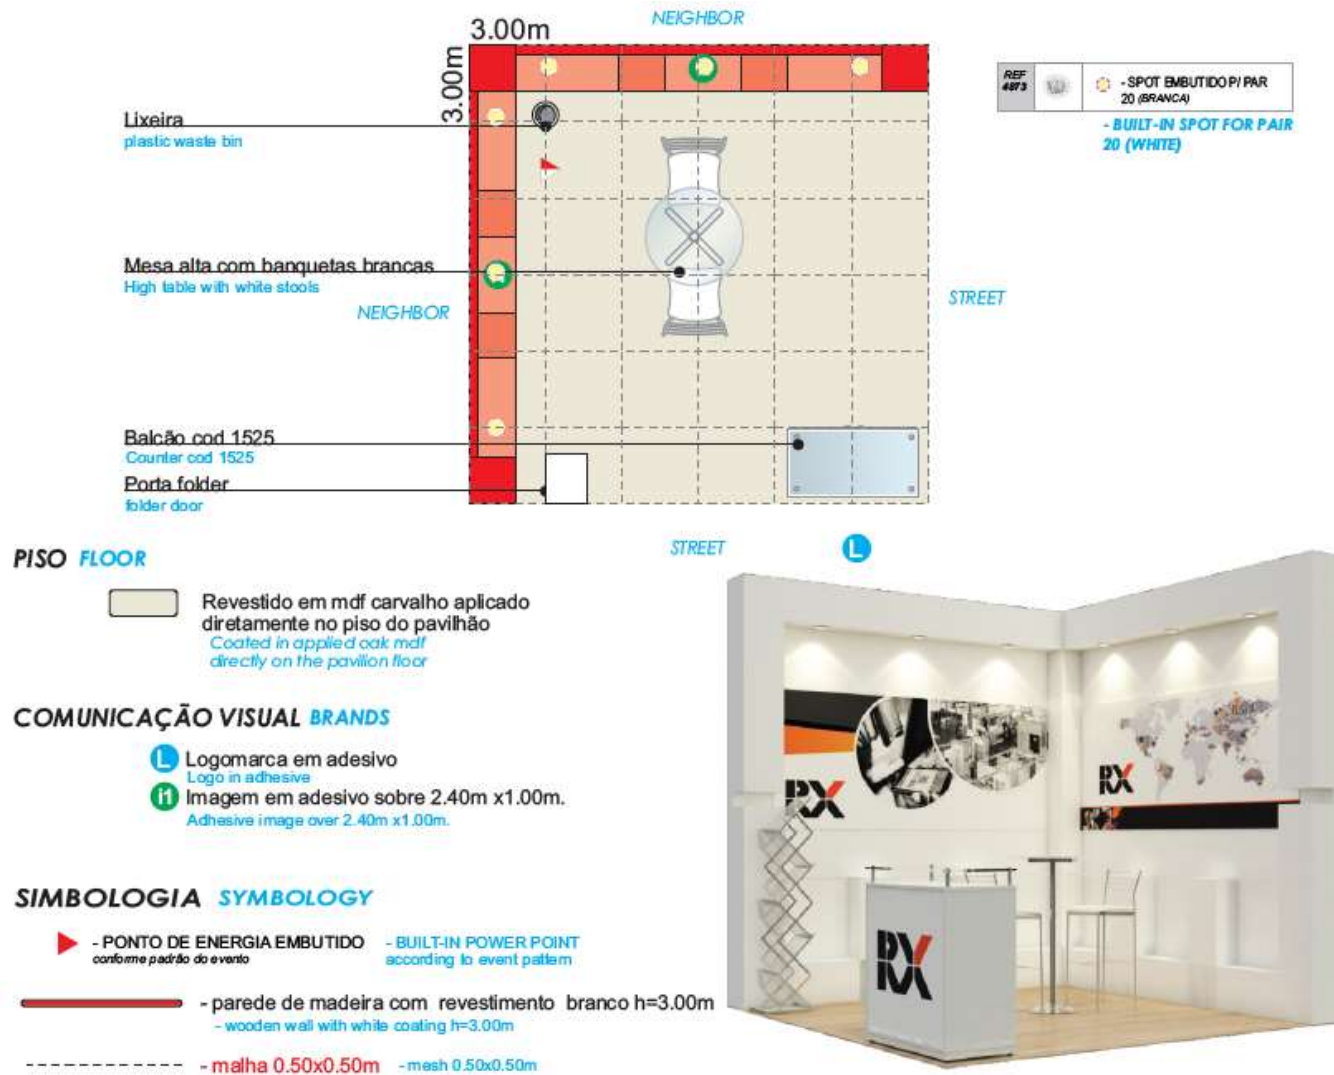 NEIGHBOR
3.00m
3.00m
REF
4873
- SPOT EMBUTIDO P/ PAR
20 (BRANCA)
- BUILT-IN SPOT FOR PAIR
20 (WHITE)
Lixeira
plastic waste bin
Mesa alta com banquetas brancas
High table with white stools
NEIGHBOR
STREET
Balcão cod 1525
Counter cod 1525
Porta folder
folder door
STREET
L
PISO FLOOR
Revestido em mdf carvalho aplicado
diretamente no piso do pavilhão
Coated in applied oak mdf
directly on the pavilion floor
COMUNICAÇÃO VISUAL BRANDS
L Logomarca em adesivo
Logo in adhesive
i1 Imagem em adesivo sobre 2.40m x1.00m.
Adhesive image over 2.40m x1.00m.
RX
RX
RX
SIMBOLOGIA SYMBOLOGY
- PONTO DE ENERGIA EMBUTIDO - BUILT-IN POWER POINT
conforme padrão do evento according to event pattern
- parede de madeira com revestimento branco h=3.00m
- wooden wall with white coating h=3.00m
- malha 0.50x0.50m - mesh 0.50x0.50m